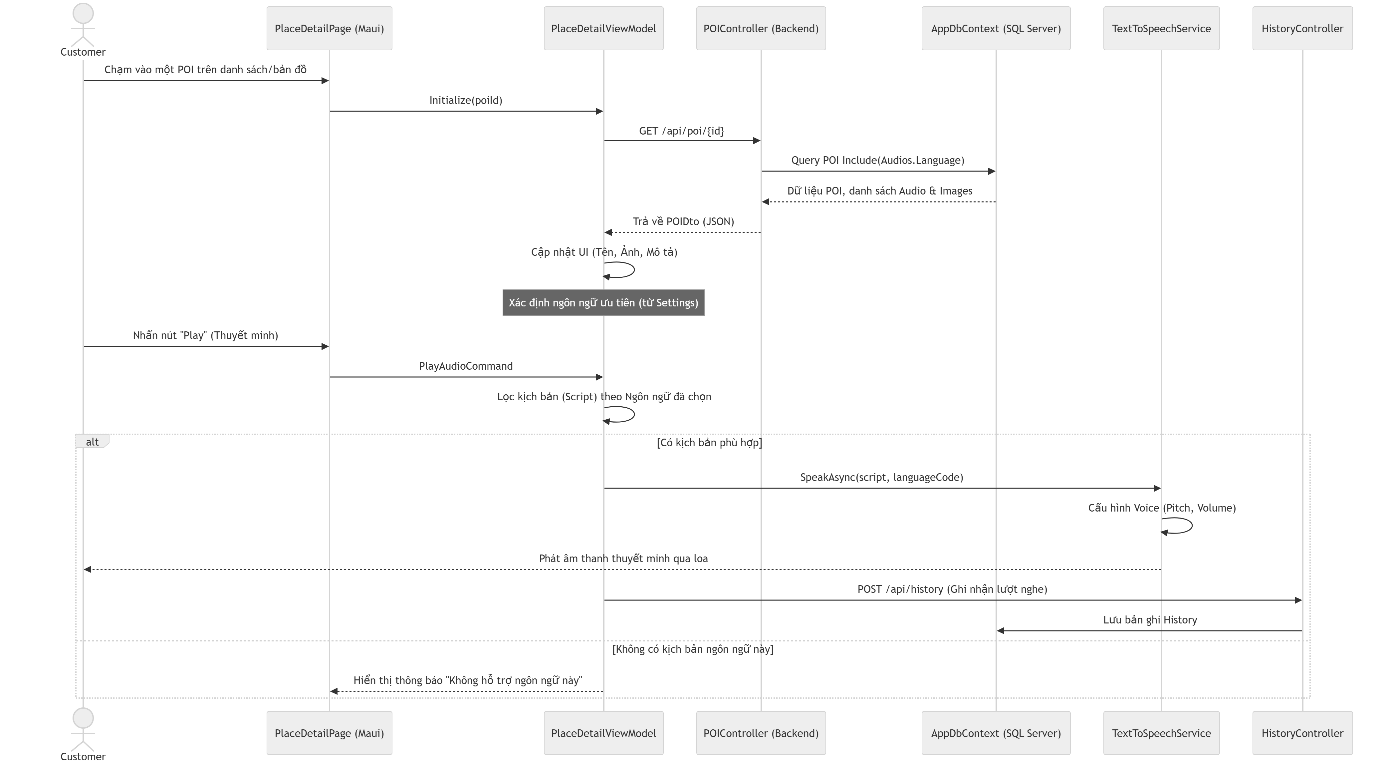 PlaceDetailPage (Maui)
PlaceDetailViewModel
POIController (Backend)
AppDbContext (SQL Server)
TextToSpeechService
HistoryController
Customer
Chạm vào một POI trên danh sách/bản đồ
Initialize(poiId)
GET /api/poi/{id}
Query POI Include(Audios.Language)
Dữ liệu POI, danh sách Audio & Images
Trả về POIDto (JSON)
Cập nhật UI (Tên, Ảnh, Mô tả)
Xác định ngôn ngữ ưu tiên (từ Settings)
Nhấn nút "Play" (Thuyết minh)
PlayAudioCommand
Lọc kịch bản (Script) theo Ngôn ngữ đã chọn
alt
[Có kịch bản phù hợp]
SpeakAsync(script, languageCode)
Cấu hình Voice (Pitch, Volume)
Phát âm thanh thuyết minh qua loa
POST /api/history (Ghi nhận lượt nghe)
Lưu bản ghi History
[Không có kịch bản ngôn ngữ này]
Hiển thị thông báo "Không hỗ trợ ngôn ngữ này"
PlaceDetailPage (Maui)
PlaceDetailViewModel
POIController (Backend)
AppDbContext (SQL Server)
TextToSpeechService
HistoryController
Customer